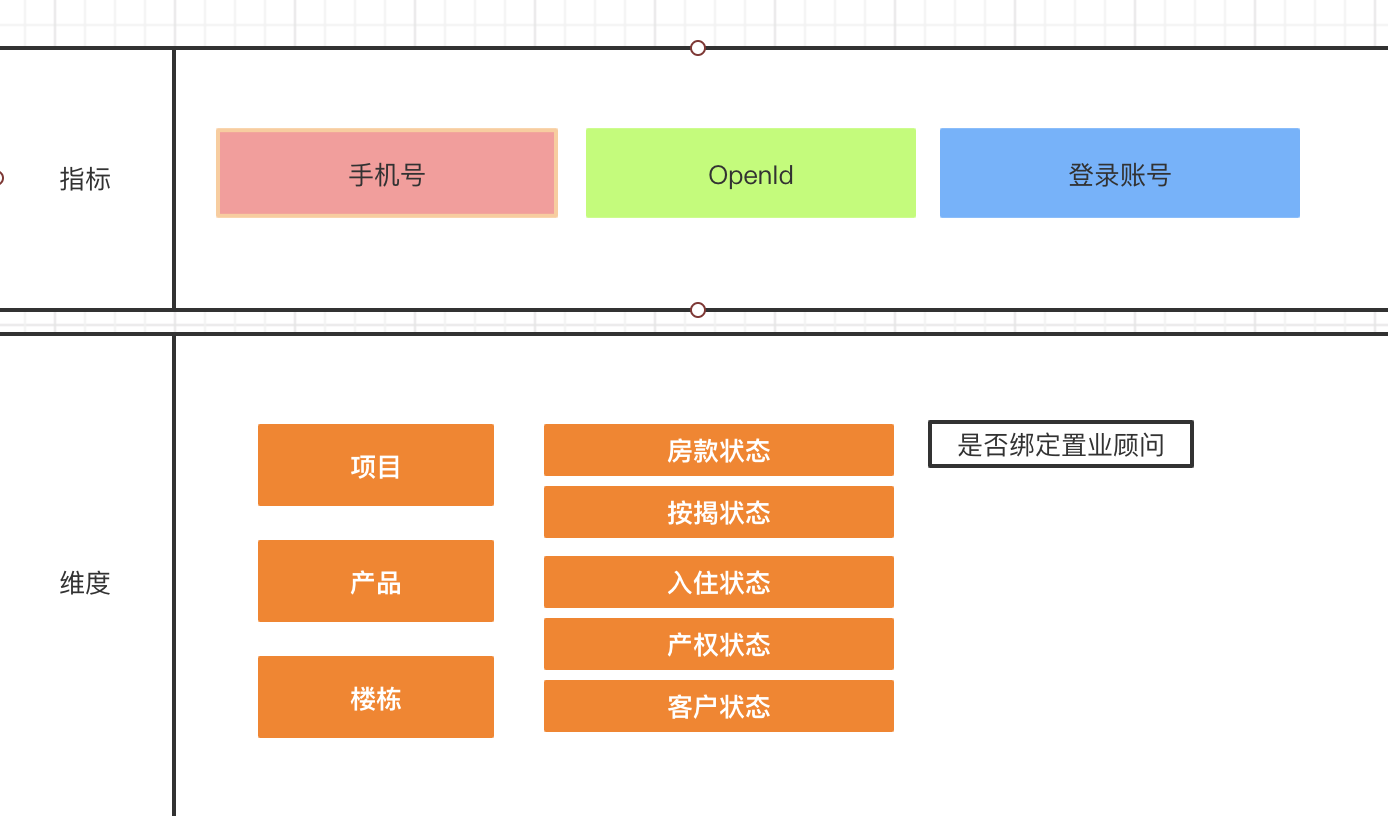 指标
手机号
OpenId
登录账号
维度
项目
产品
楼栋
房款状态
按揭状态
入住状态
产权状态
客户状态
是否绑定置业顾问